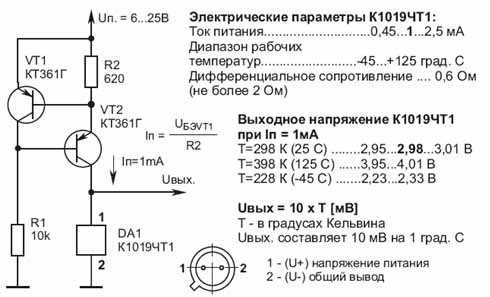 Uп. = 6...25В
VT1
КТ361Г
R2
620
VT2
КТ361Г
Iп = UБЭVT1 / R2
Iп=1mA
Uвых.
R1
10k
1
DA1
К1019ЧТ1
2
Электрические параметры К1019ЧТ1:
Ток питания.........................0,45...1...2,5 мА
Диапазон рабочих
температур..........................-45...+125 град. С
Дифференциальное сопротивление .... 0,6 Ом
(не более 2 Ом)
Выходное напряжение К1019ЧТ1
при Iп = 1мА
Т=298 К (25 С) .......2,95...2,98...3,01 В
Т=398 К (125 С) ......3,95...4,01 В
Т=228 К (-45 С) .......2,23...2,33 В
Uвых = 10 x T [мВ]
Т - в градусах Кельвина
Uвых. составляет 10 мВ на 1 град. С
1
2
1 - (U+) напряжение питания
2 - (U-) общий вывод